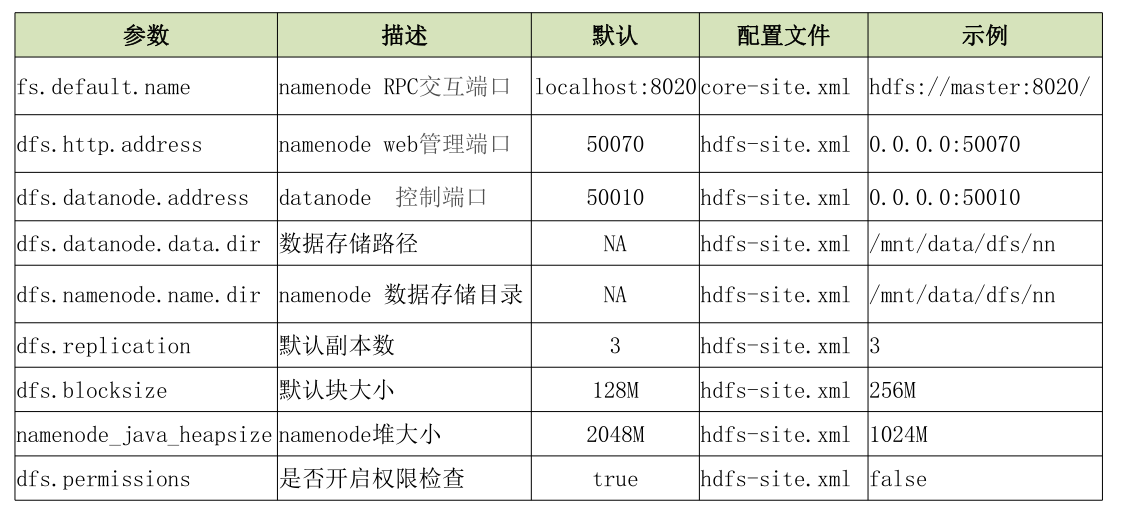 参数 描述 默认 配置文件 示例
fs.default.name namenode RPC交互端口 localhost:8020 core-site.xml hdfs://master:8020/
dfs.http.address namenode web管理端口 50070 hdfs-site.xml 0.0.0.0:50070
dfs.datanode.address datanode 控制端口 50010 hdfs-site.xml 0.0.0.0:50010
dfs.datanode.data.dir 数据存储路径 NA hdfs-site.xml /mnt/data/dfs/nn
dfs.namenode.name.dir namenode 数据存储目录 NA hdfs-site.xml /mnt/data/dfs/nn
dfs.replication 默认副本数 3 hdfs-site.xml 3
dfs.blocksize 默认块大小 128M hdfs-site.xml 256M
namenode_java_heapsize namenode堆大小 2048M hdfs-site.xml 1024M
dfs.permissions 是否开启权限检查 true hdfs-site.xml false